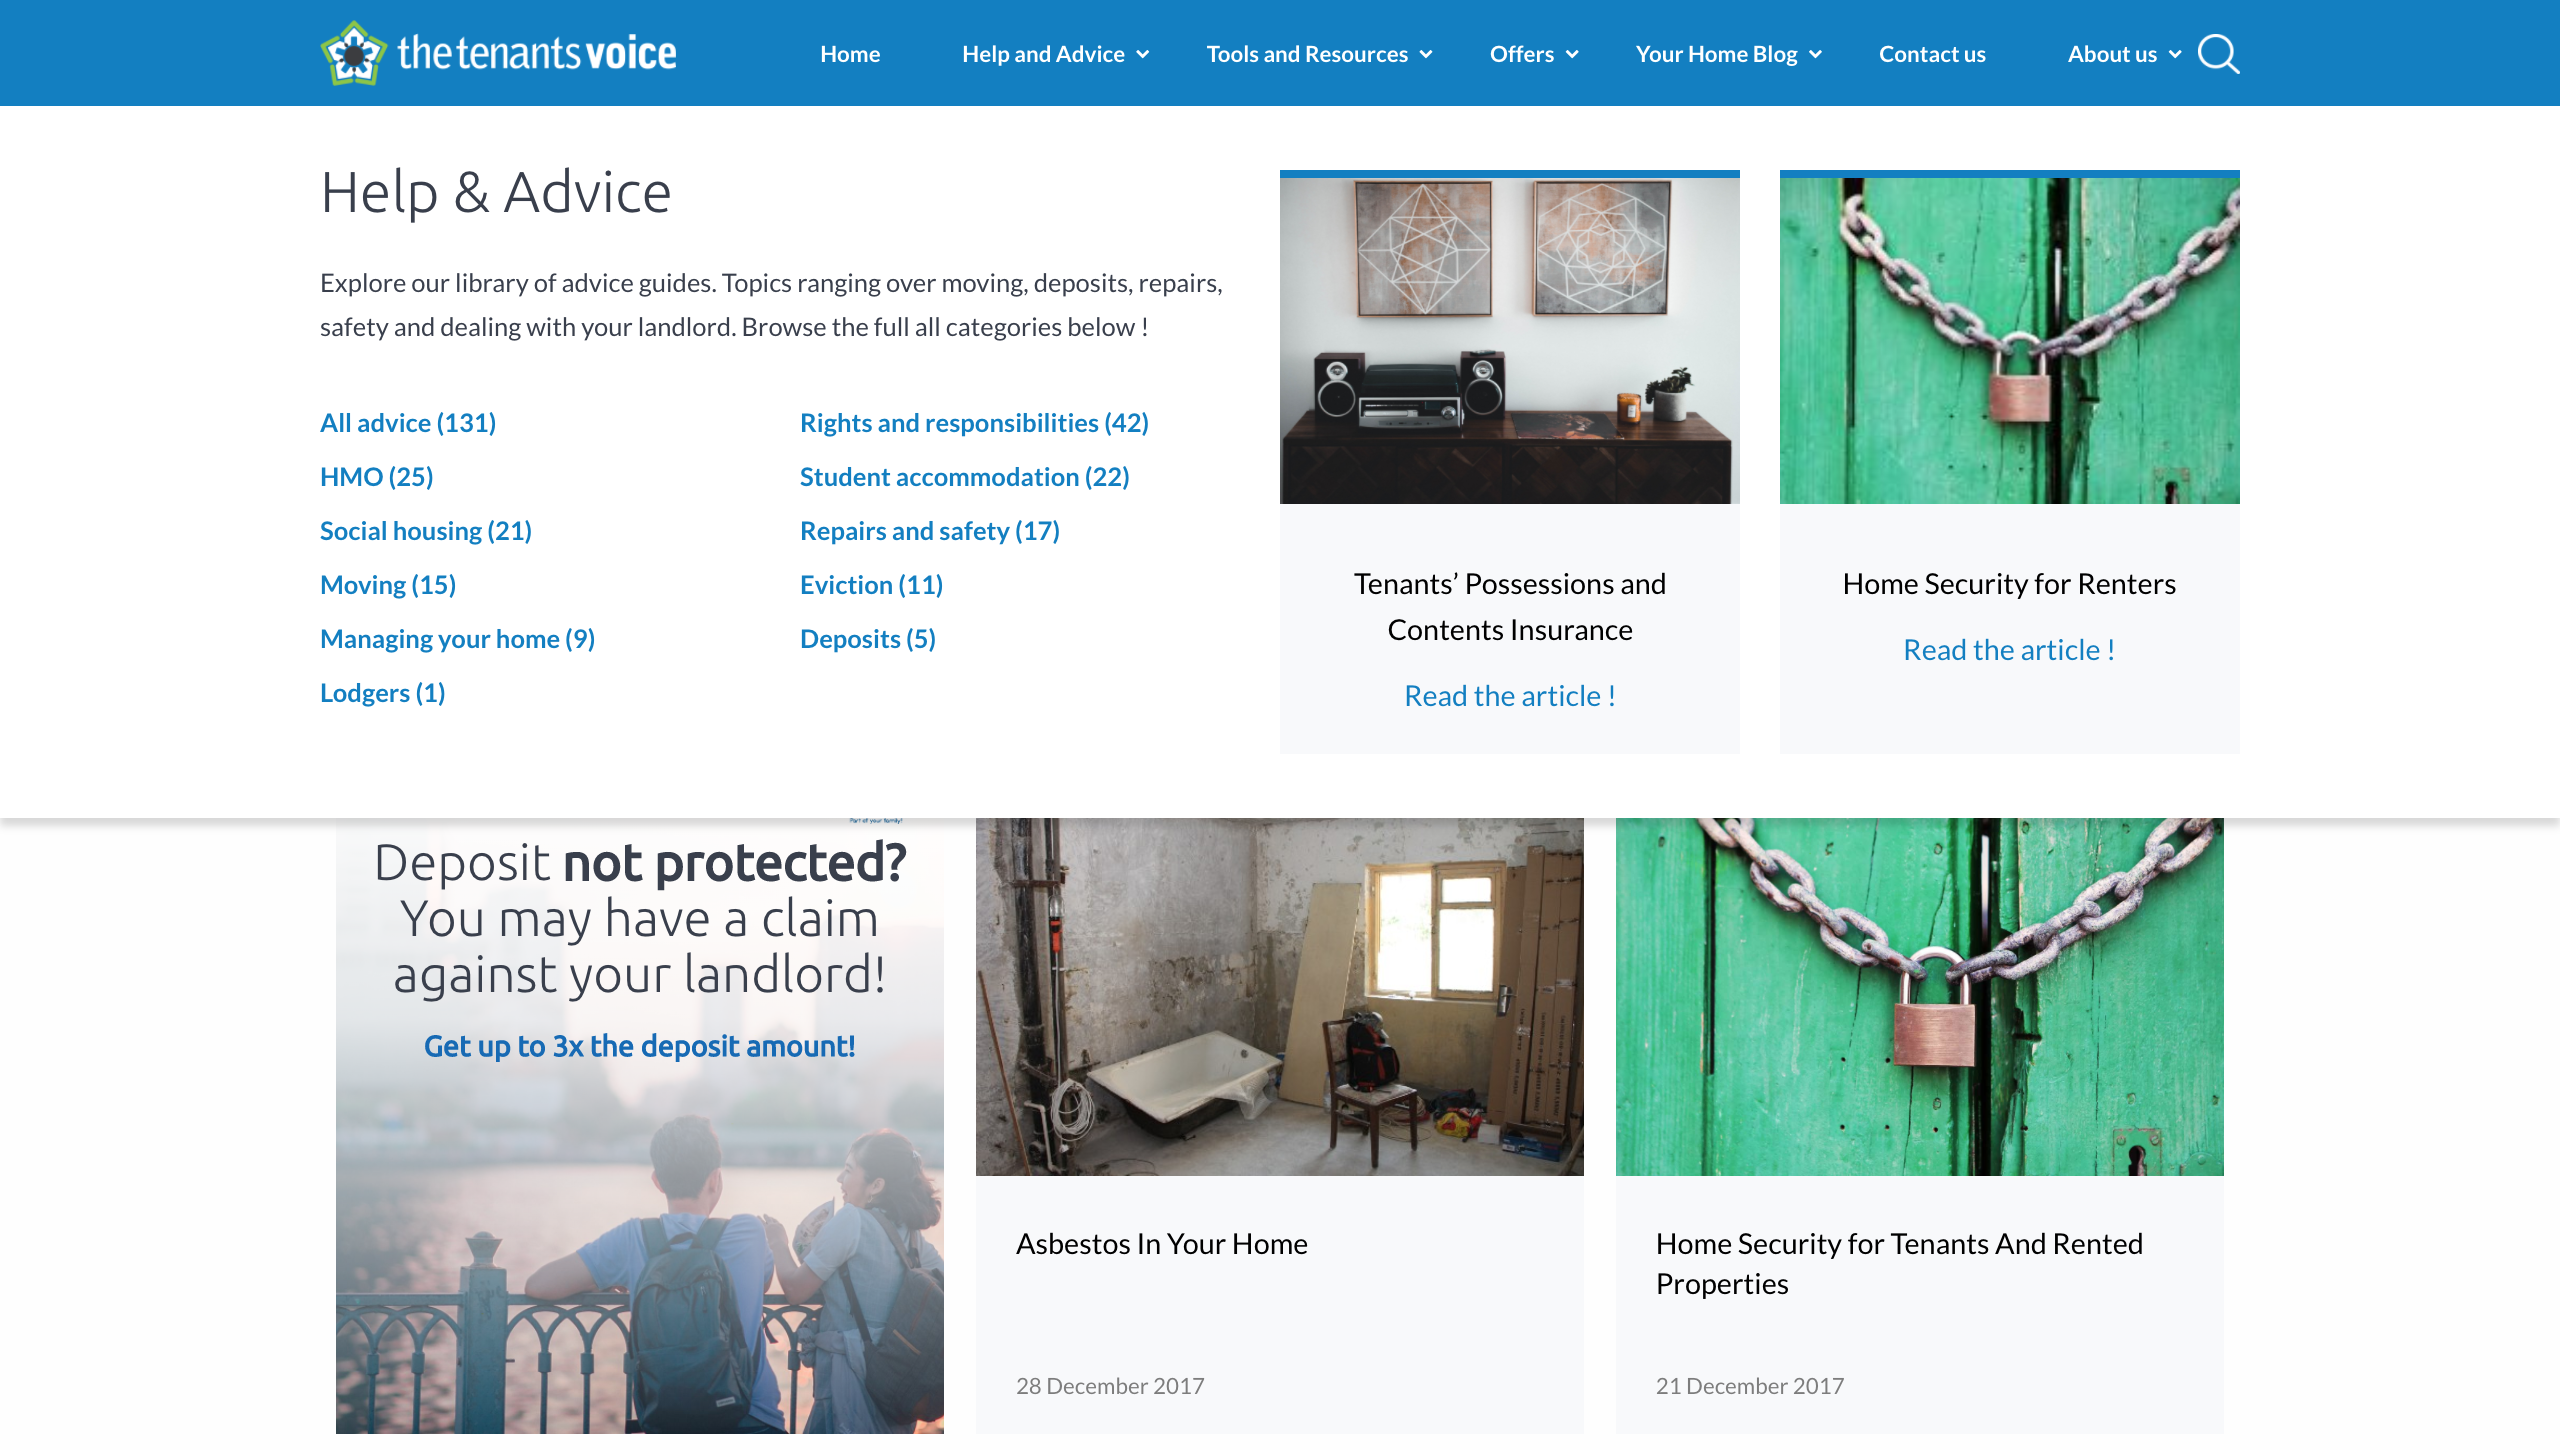 thetenantsvoice
Home
Help and Advice
Tools and Resources
Offers
Your Home Blog
Contact us
About us
Help & Advice
Explore our library of advice guides. Topics ranging over moving, deposits, repairs,
safety and dealing with your landlord. Browse the full all categories below !
All advice (131)
Rights and responsibilities (42)
HMO (25)
Student accommodation (22)
Social housing (21)
Repairs and safety (17)
Moving (15)
Eviction (11)
Managing your home (9)
Deposits (5)
Lodgers (1)
Tenants’ Possessions and
Contents Insurance
Read the article !
Home Security for Renters
Read the article !
Part of your family!
Deposit not protected?
You may have a claim
against your landlord!
Get up to 3x the deposit amount!
Asbestos In Your Home
28 December 2017
Home Security for Tenants And Rented
Properties
21 December 2017